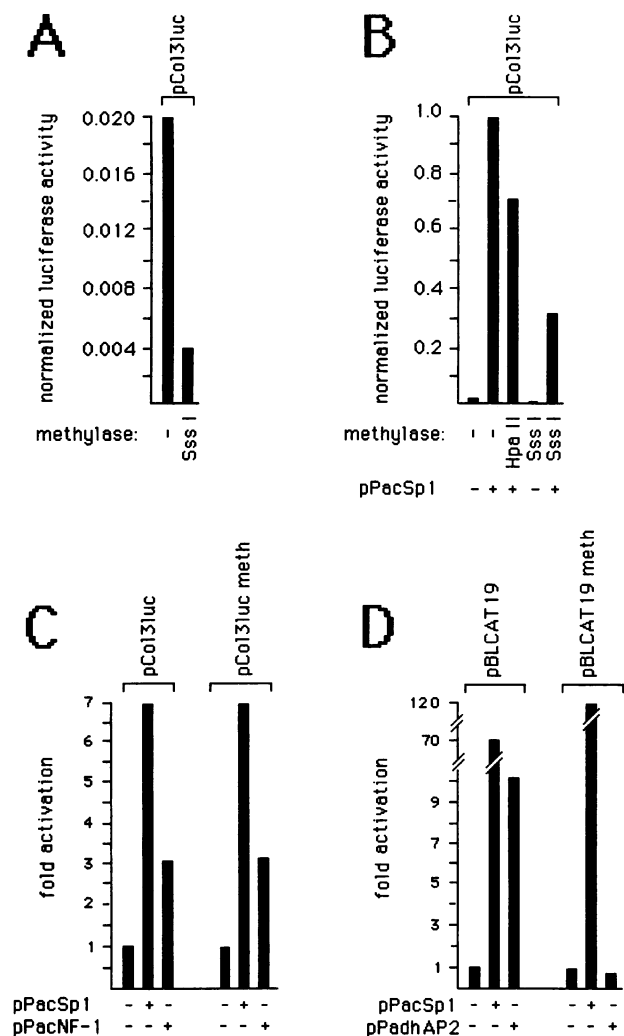 A
pCol3luc
normalized luciferase activity
0.020
0.016
0.012
0.008
0.004
methylase:
-
Sss I
B
pCol3luc
normalized luciferase activity
1.0
0.8
0.6
0.4
0.2
methylase:
- - Hpa II Sss I Sss I
pPacSp1 - + + - +
C
pCol3luc
pCol3luc meth
fold activation
7
6
5
4
3
2
1
pPacSp1 - + - - + -
pPacNF-1 - - + - - +
D
pBLCAT19
pBLCAT19 meth
fold activation
120
70
9
7
5
3
1
pPacSp1 - + - - + -
pPadhAP2 - - + - - +